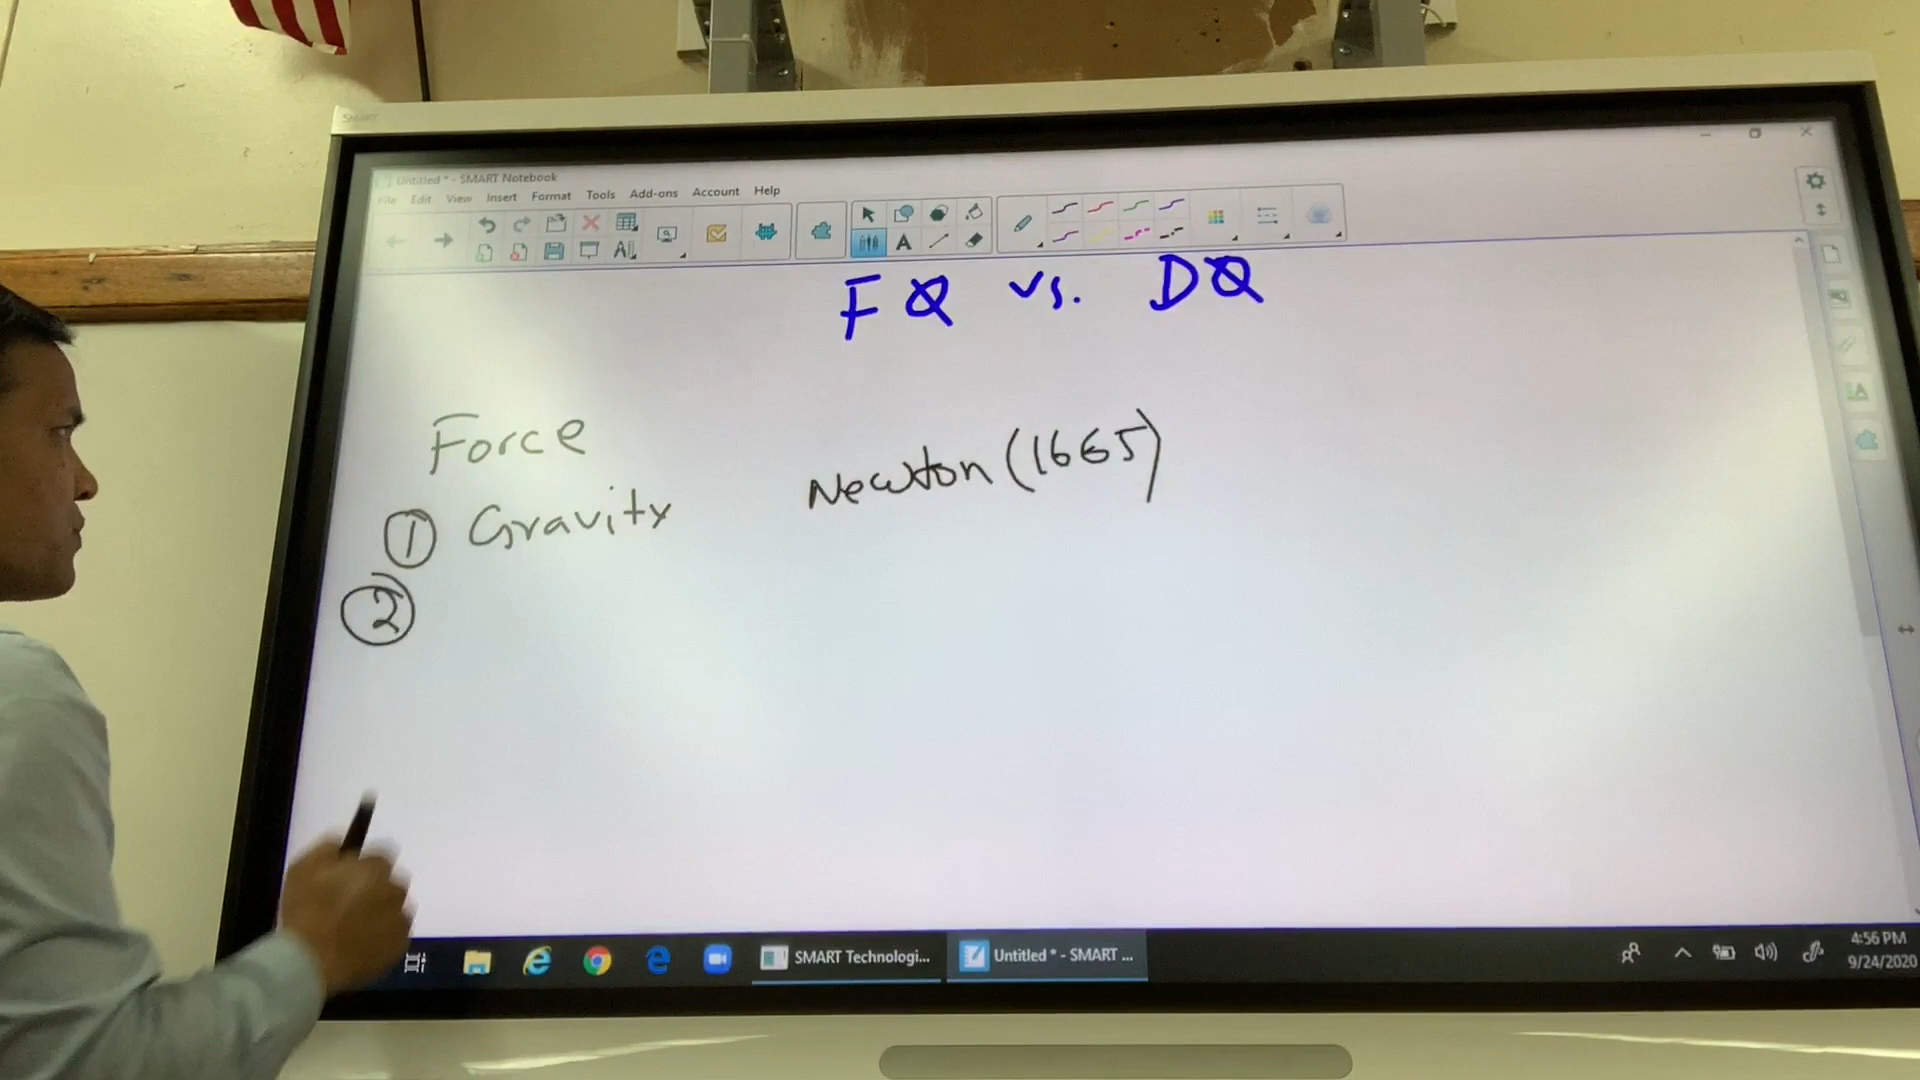 SMART
Untitled * - SMART Notebook
File Edit View Insert Format Tools Add-ons Account Help
FQ vs. DQ
Force
Newton (1665)
① Gravity
②
SMART Technologi...
Untitled * - SMART ...
4:56 PM
9/24/2020